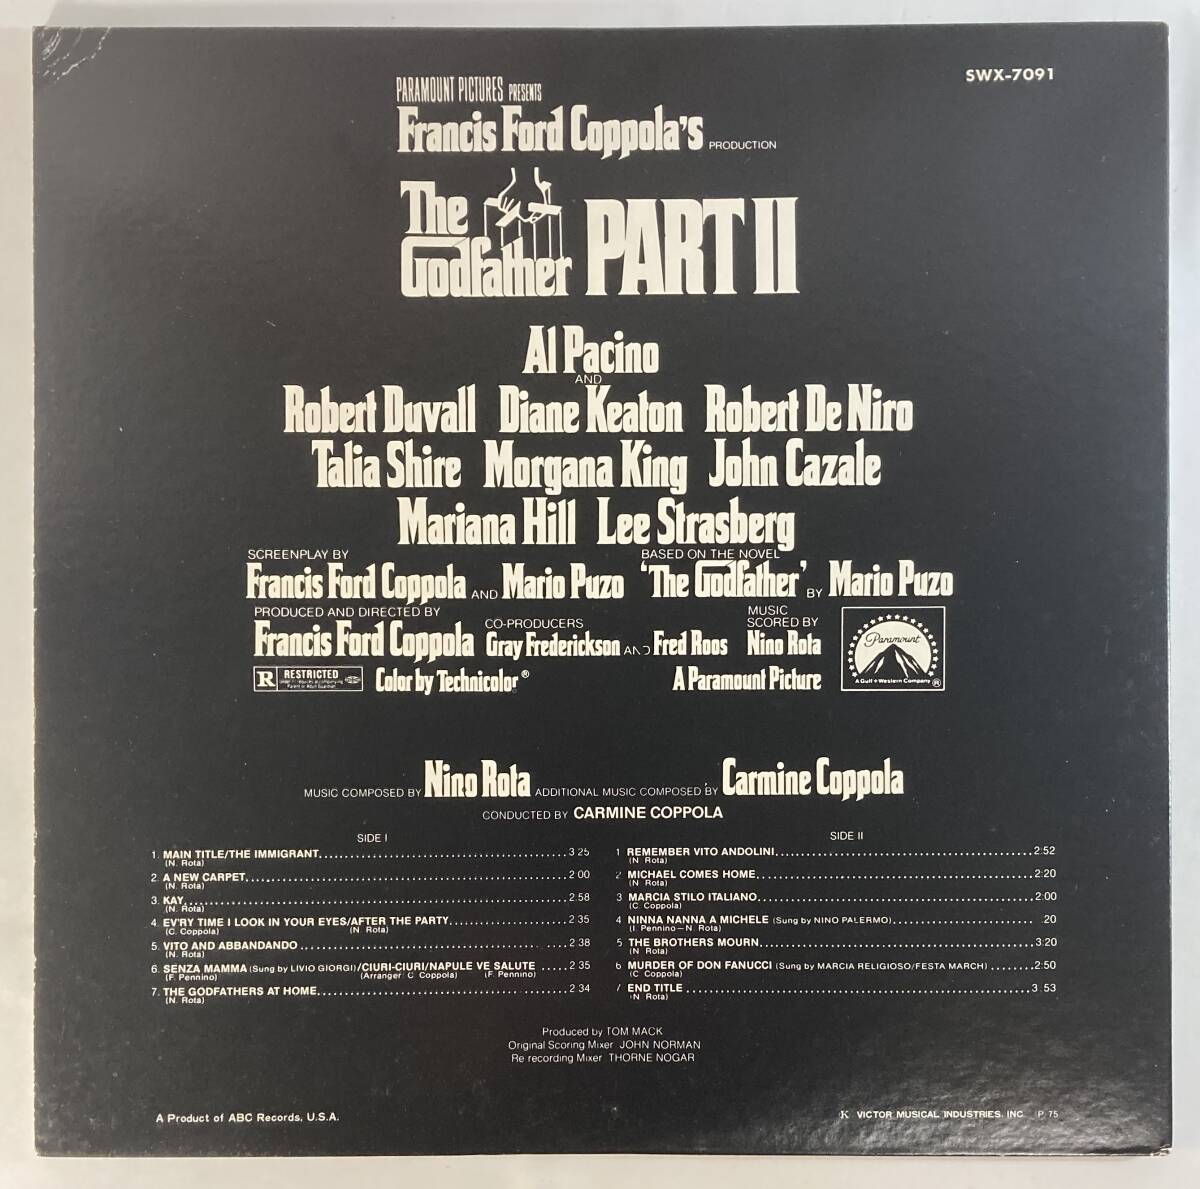 SWX-7091
PARAMOUNT PICTURES PRESENTS
Francis Ford Coppola's PRODUCTION
The Godfather PART II
Al Pacino
AND
Robert Duvall Diane Keaton Robert De Niro
Talia Shire Morgana King John Cazale
Mariana Hill Lee Strasberg
SCREENPLAY BY BASED ON THE NOVEL
Francis Ford Coppola AND Mario Puzo 'The Godfather' BY Mario Puzo
PRODUCED AND DIRECTED BY CO-PRODUCERS MUSIC SCORED BY
Francis Ford Coppola Gray Frederickson AND Fred Roos Nino Rota
R RESTRICTED Color by Technicolor® A Paramount Picture
Paramount
A Gulf + Western Company ®
MUSIC COMPOSED BY Nino Rota ADDITIONAL MUSIC COMPOSED BY Carmine Coppola
CONDUCTED BY CARMINE COPPOLA
SIDE I
1. MAIN TITLE/THE IMMIGRANT 3 25
(N. Rota)
2. A NEW CARPET 2 00
(N. Rota)
3. KAY 2:58
(N. Rota)
4. EV'RY TIME I LOOK IN YOUR EYES/AFTER THE PARTY 2 35
(C. Coppola) (N. Rota)
5. VITO AND ABBANDANDO 2:38
(N. Rota)
6. SENZA MAMMA (Sung by LIVIO GIORGI)/CIURI-CIURI/NAPULE VE SALUTE 2 35
(F. Pennino) (Arranger C. Coppola) (F. Pennino)
7. THE GODFATHERS AT HOME 2 34
(N. Rota)
SIDE II
1 REMEMBER VITO ANDOLINI 2:52
(N Rota)
2 MICHAEL COMES HOME 2:20
(N Rota)
3 MARCIA STILO ITALIANO 2:00
(C. Coppola)
4 NINNA NANNA A MICHELE (Sung by NINO PALERMO) 20
(I. Pennino—N. Rota)
5 THE BROTHERS MOURN 3:20
(N Rota)
6 MURDER OF DON FANUCCI (Sung by MARCIA RELIGIOSO/FESTA MARCH) 2:50
(C Coppola)
7 END TITLE 3 53
(N Rota)
Produced by TOM MACK
Original Scoring Mixer JOHN NORMAN
Re recording Mixer THORNE NOGAR
A Product of ABC Records, U.S.A.
K VICTOR MUSICAL INDUSTRIES, INC. P 75